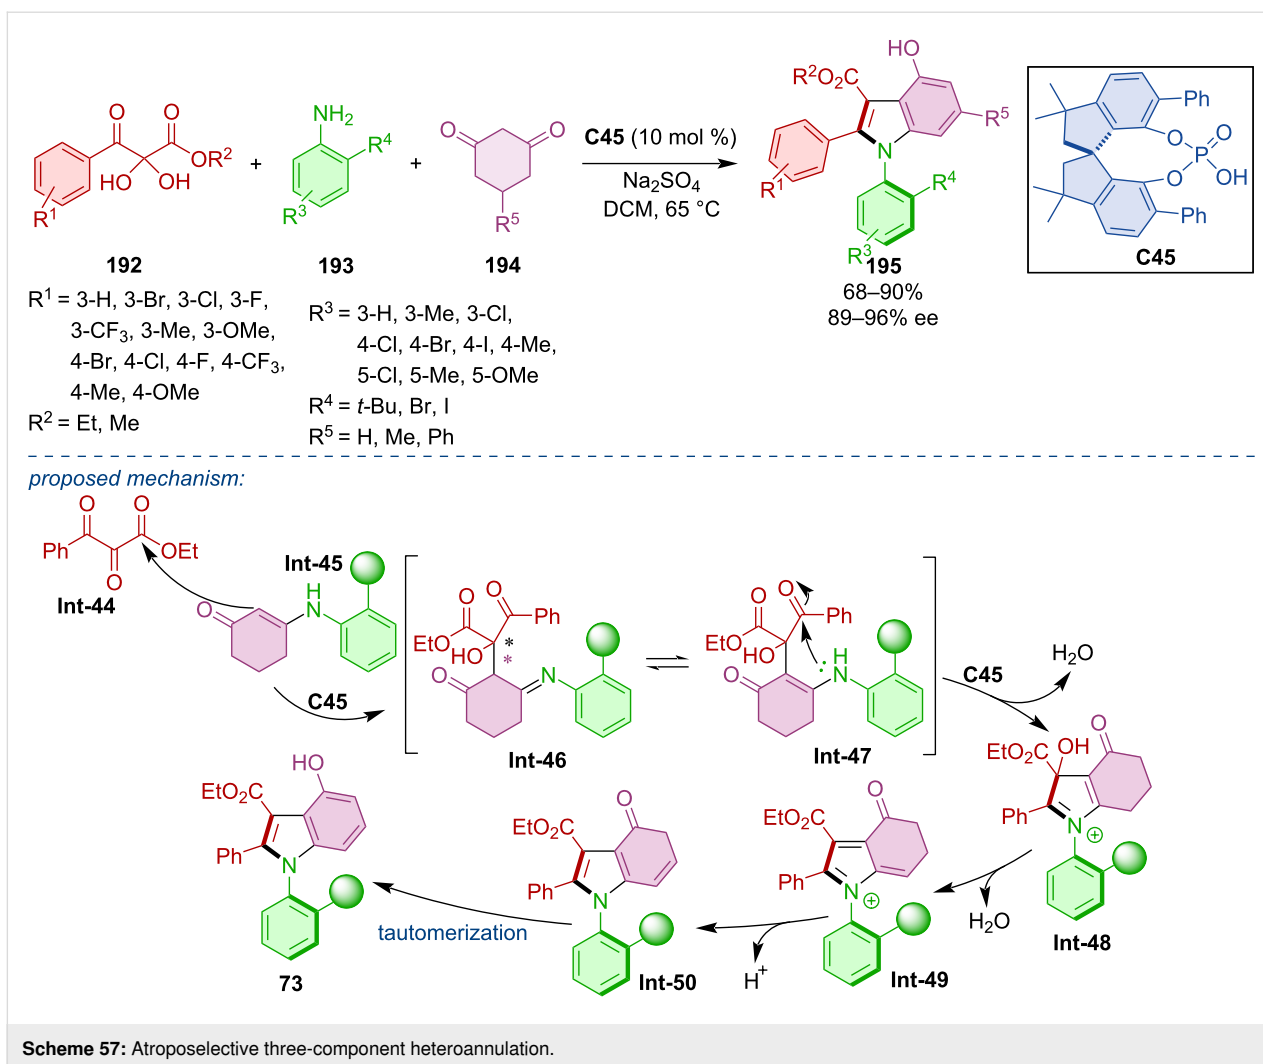 O O NH₂ R⁴ O O C45 (10 mol %) R²O₂C HO R⁵ Ph
+ + Na₂SO₄ O O
OR² HO OH DCM, 65 °C N R⁴ P
R¹ R³ R⁵ R¹ O OH
R³ Ph
192 193 194 195 C45
68–90%
89–96% ee
R¹ = 3-H, 3-Br, 3-Cl, 3-F,
3-CF₃, 3-Me, 3-OMe,
4-Br, 4-Cl, 4-F, 4-CF₃,
4-Me, 4-OMe
R² = Et, Me
R³ = 3-H, 3-Me, 3-Cl,
4-Cl, 4-Br, 4-I, 4-Me,
5-Cl, 5-Me, 5-OMe
R⁴ = t-Bu, Br, I
R⁵ = H, Me, Ph
proposed mechanism:
O O
Ph OEt
O
Int-44
Int-45
H
N
O
C45
O O
Ph
EtO
HO *
*
O N
Int-46
O O
Ph
EtO
HO H
O : N
Int-47
C45
H₂O
O
EtO₂C OH
Ph
N
⊕
Int-48
H₂O
O
EtO₂C
Ph
N
⊕
Int-49
H⁺
O
EtO₂C
Ph
N
Int-50
tautomerization
HO
EtO₂C
Ph
N
73
Scheme 57: Atroposelective three-component heteroannulation.